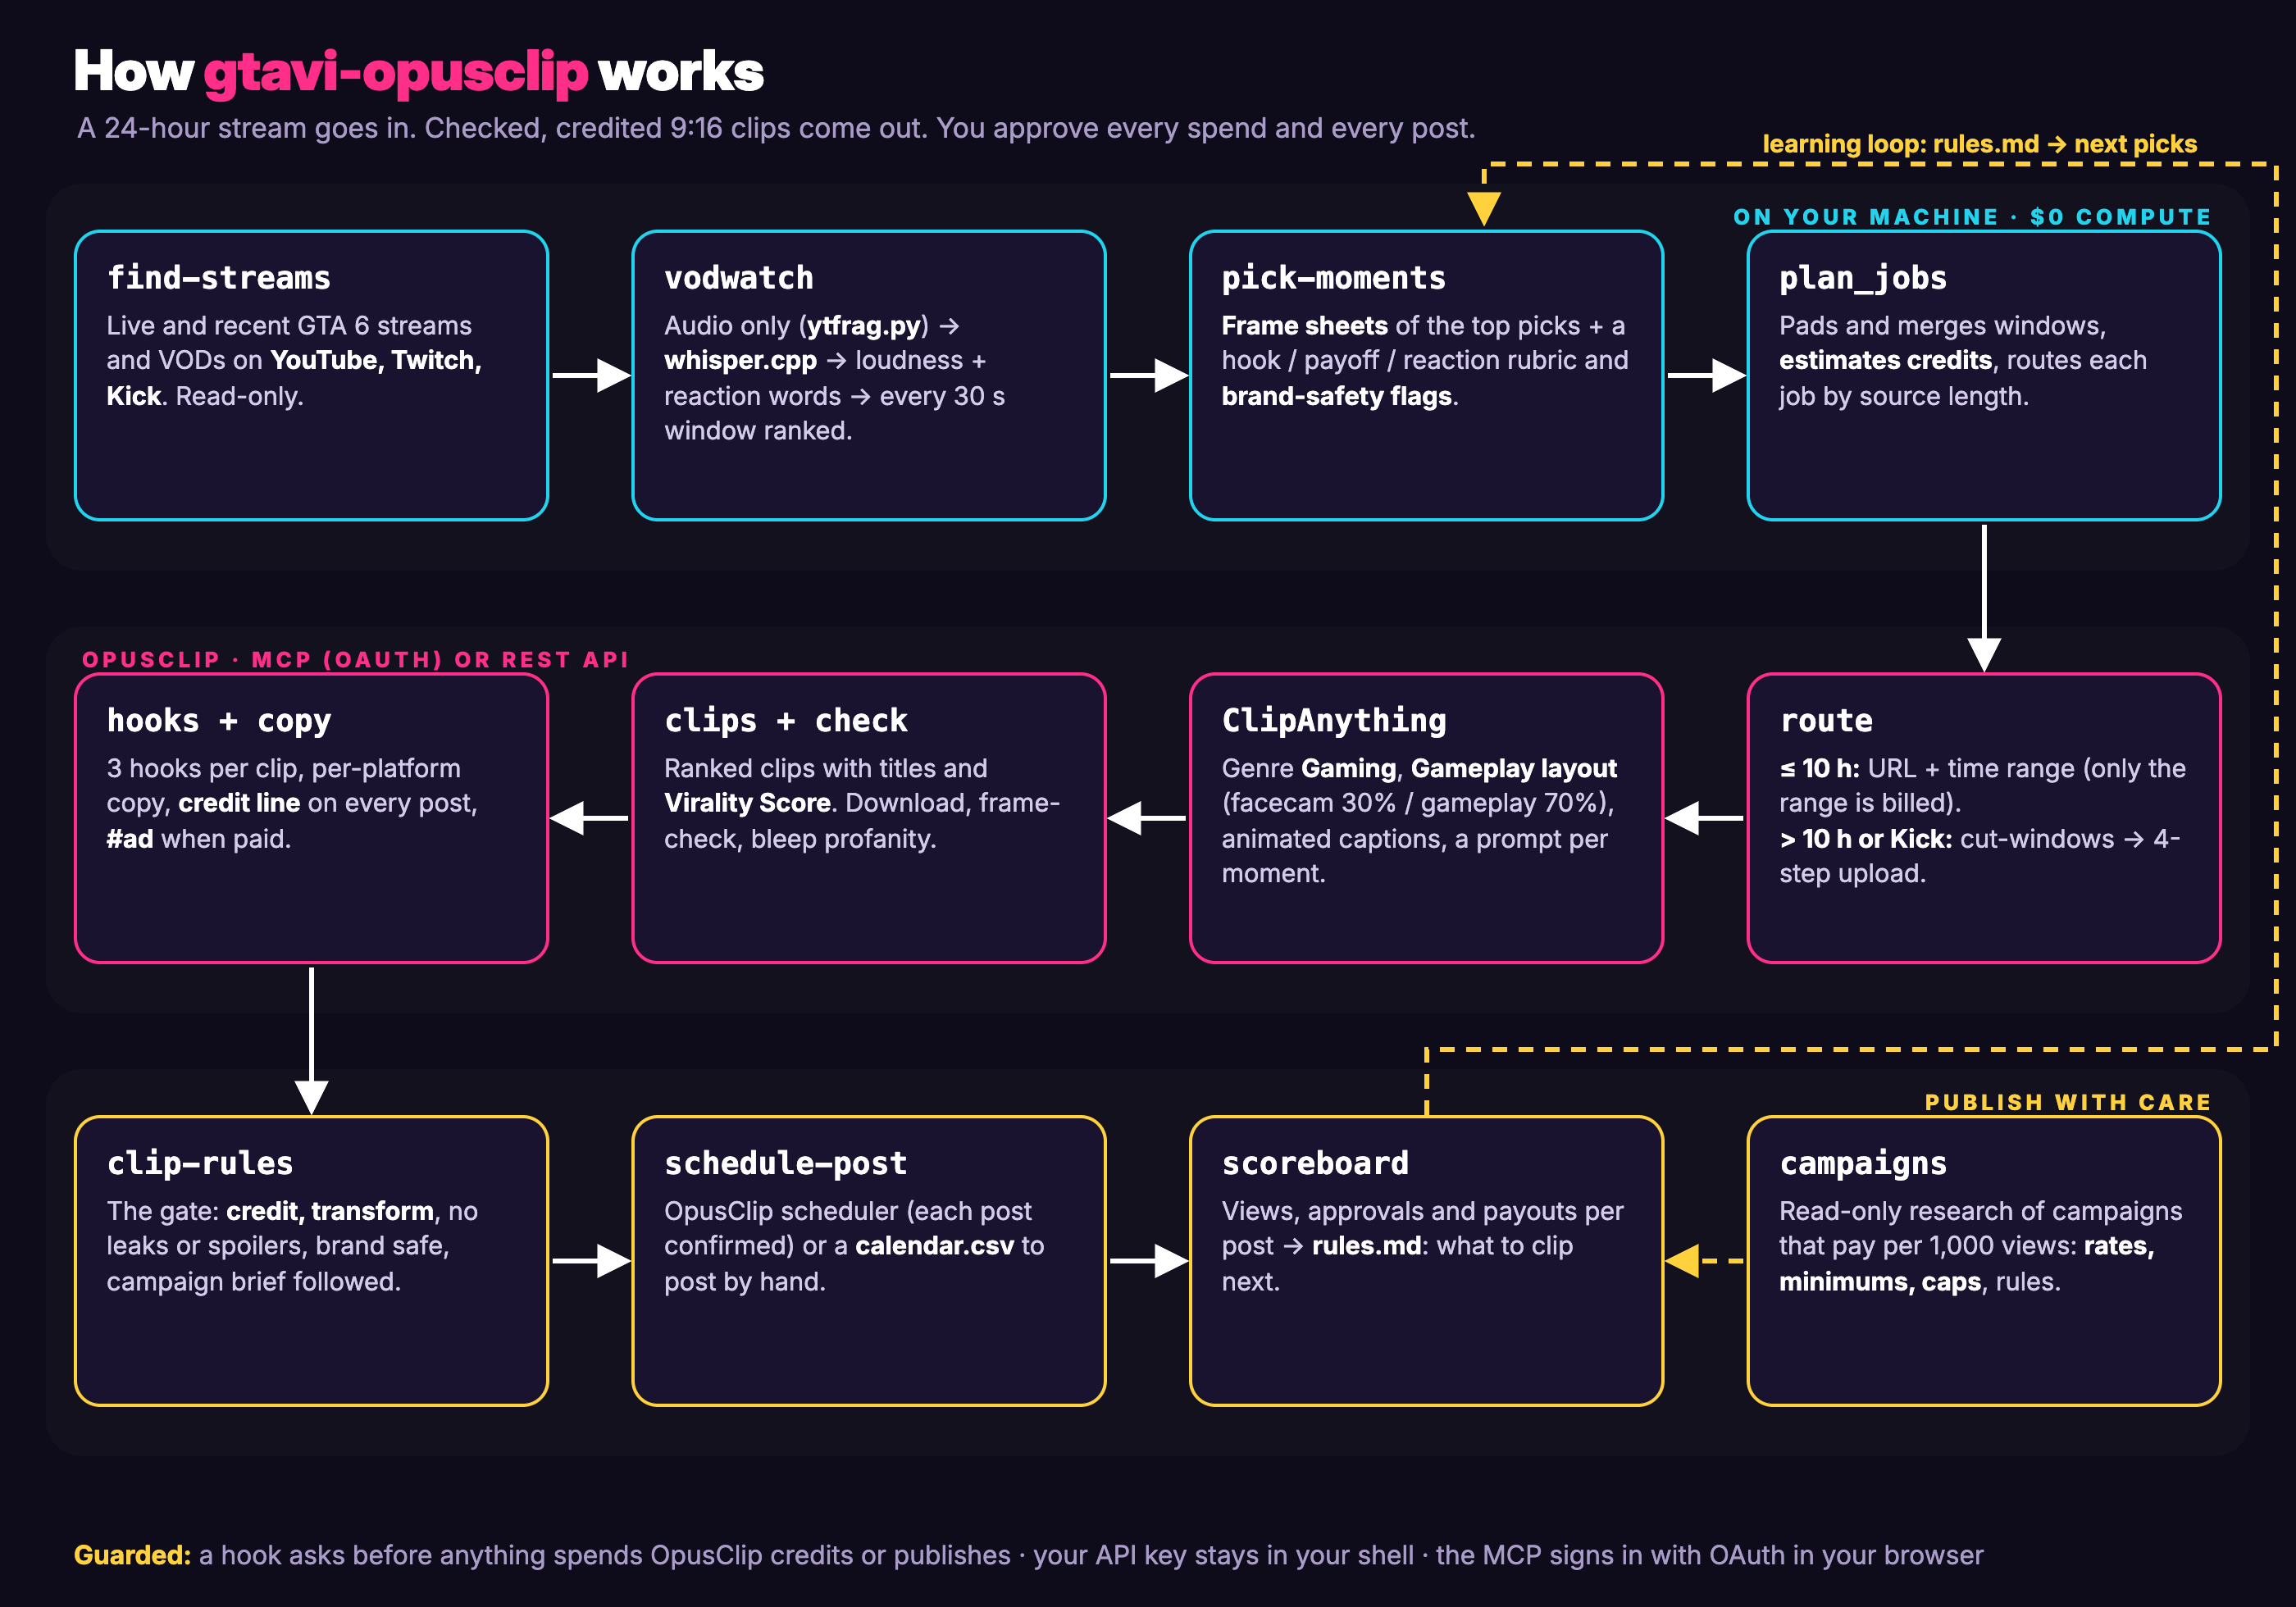 How gtavi-opusclip works
A 24-hour stream goes in. Checked, credited 9:16 clips come out. You approve every spend and every post.
learning loop: rules.md → next picks
ON YOUR MACHINE · $0 COMPUTE
find-streams
Live and recent GTA 6 streams
and VODs on YouTube, Twitch,
Kick. Read-only.
vodwatch
Audio only (ytfrag.py) →
whisper.cpp → loudness +
reaction words → every 30 s
window ranked.
pick-moments
Frame sheets of the top picks + a
hook / payoff / reaction rubric and
brand-safety flags.
plan_jobs
Pads and merges windows,
estimates credits, routes each
job by source length.
OPUSCLIP · MCP (OAUTH) OR REST API
hooks + copy
3 hooks per clip, per-platform
copy, credit line on every post,
#ad when paid.
clips + check
Ranked clips with titles and
Virality Score. Download, frame-
check, bleep profanity.
ClipAnything
Genre Gaming, Gameplay layout
(facecam 30% / gameplay 70%),
animated captions, a prompt per
moment.
route
≤ 10 h: URL + time range (only the
range is billed).
> 10 h or Kick: cut-windows → 4-
step upload.
PUBLISH WITH CARE
clip-rules
The gate: credit, transform, no
leaks or spoilers, brand safe,
campaign brief followed.
schedule-post
OpusClip scheduler (each post
confirmed) or a calendar.csv to
post by hand.
scoreboard
Views, approvals and payouts per
post → rules.md: what to clip
next.
campaigns
Read-only research of campaigns
that pay per 1,000 views: rates,
minimums, caps, rules.
Guarded: a hook asks before anything spends OpusClip credits or publishes · your API key stays in your shell · the MCP signs in with OAuth in your browser